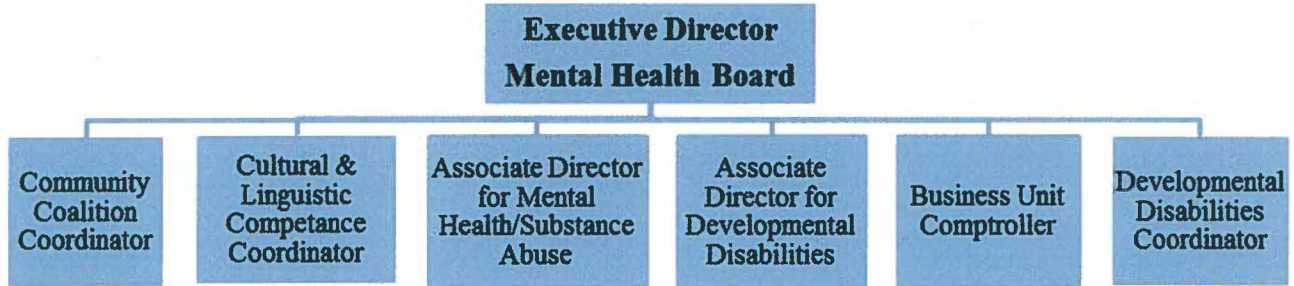 Executive Director
Mental Health Board
Community
Coalition
Coordinator
Cultural &
Linguistic
Competance
Coordinator
Associate Director
for Mental
Health/Substance
Abuse
Associate
Director for
Developmental
Disabilities
Business Unit
Comptroller
Developmental
Disabilities
Coordinator